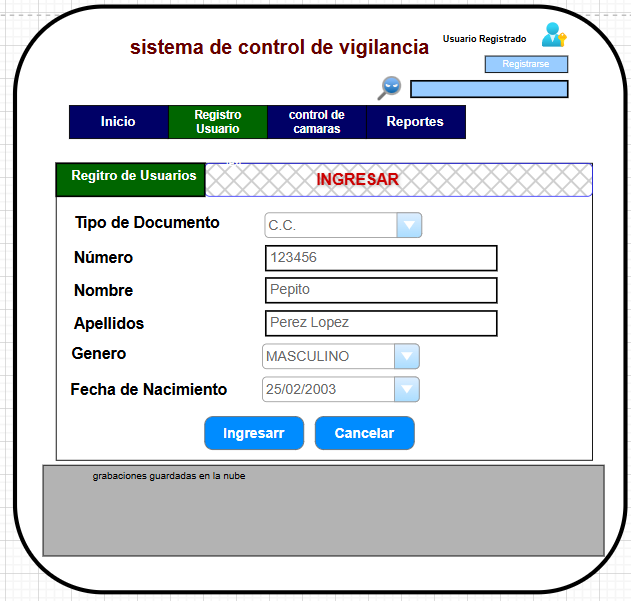 sistema de control de vigilancia
Usuario Registrado
Registrarse
Inicio
Registro
Usuario
control de
camaras
Reportes
Regitro de Usuarios
INGRESAR
Tipo de Documento
C.C.
Número
123456
Nombre
Pepito
Apellidos
Perez Lopez
Genero
MASCULINO
Fecha de Nacimiento
25/02/2003
Ingresarr
Cancelar
grabaciones guardadas en la nube